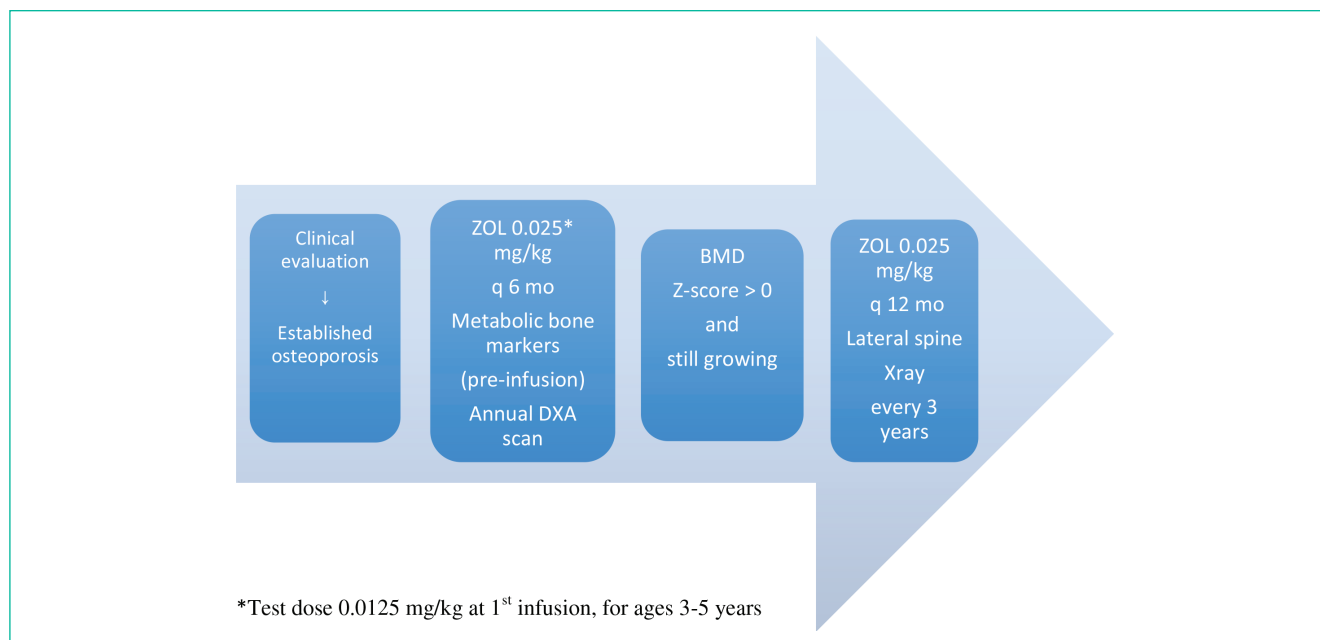 Clinical
evaluation
↓
Established
osteoporosis
ZOL 0.025*
mg/kg
q 6 mo
Metabolic bone
markers
(pre-infusion)
Annual DXA
scan
BMD
Z-score > 0
and
still growing
ZOL 0.025
mg/kg
q 12 mo
Lateral spine
Xray
every 3
years
*Test dose 0.0125 mg/kg at 1st infusion, for ages 3-5 years